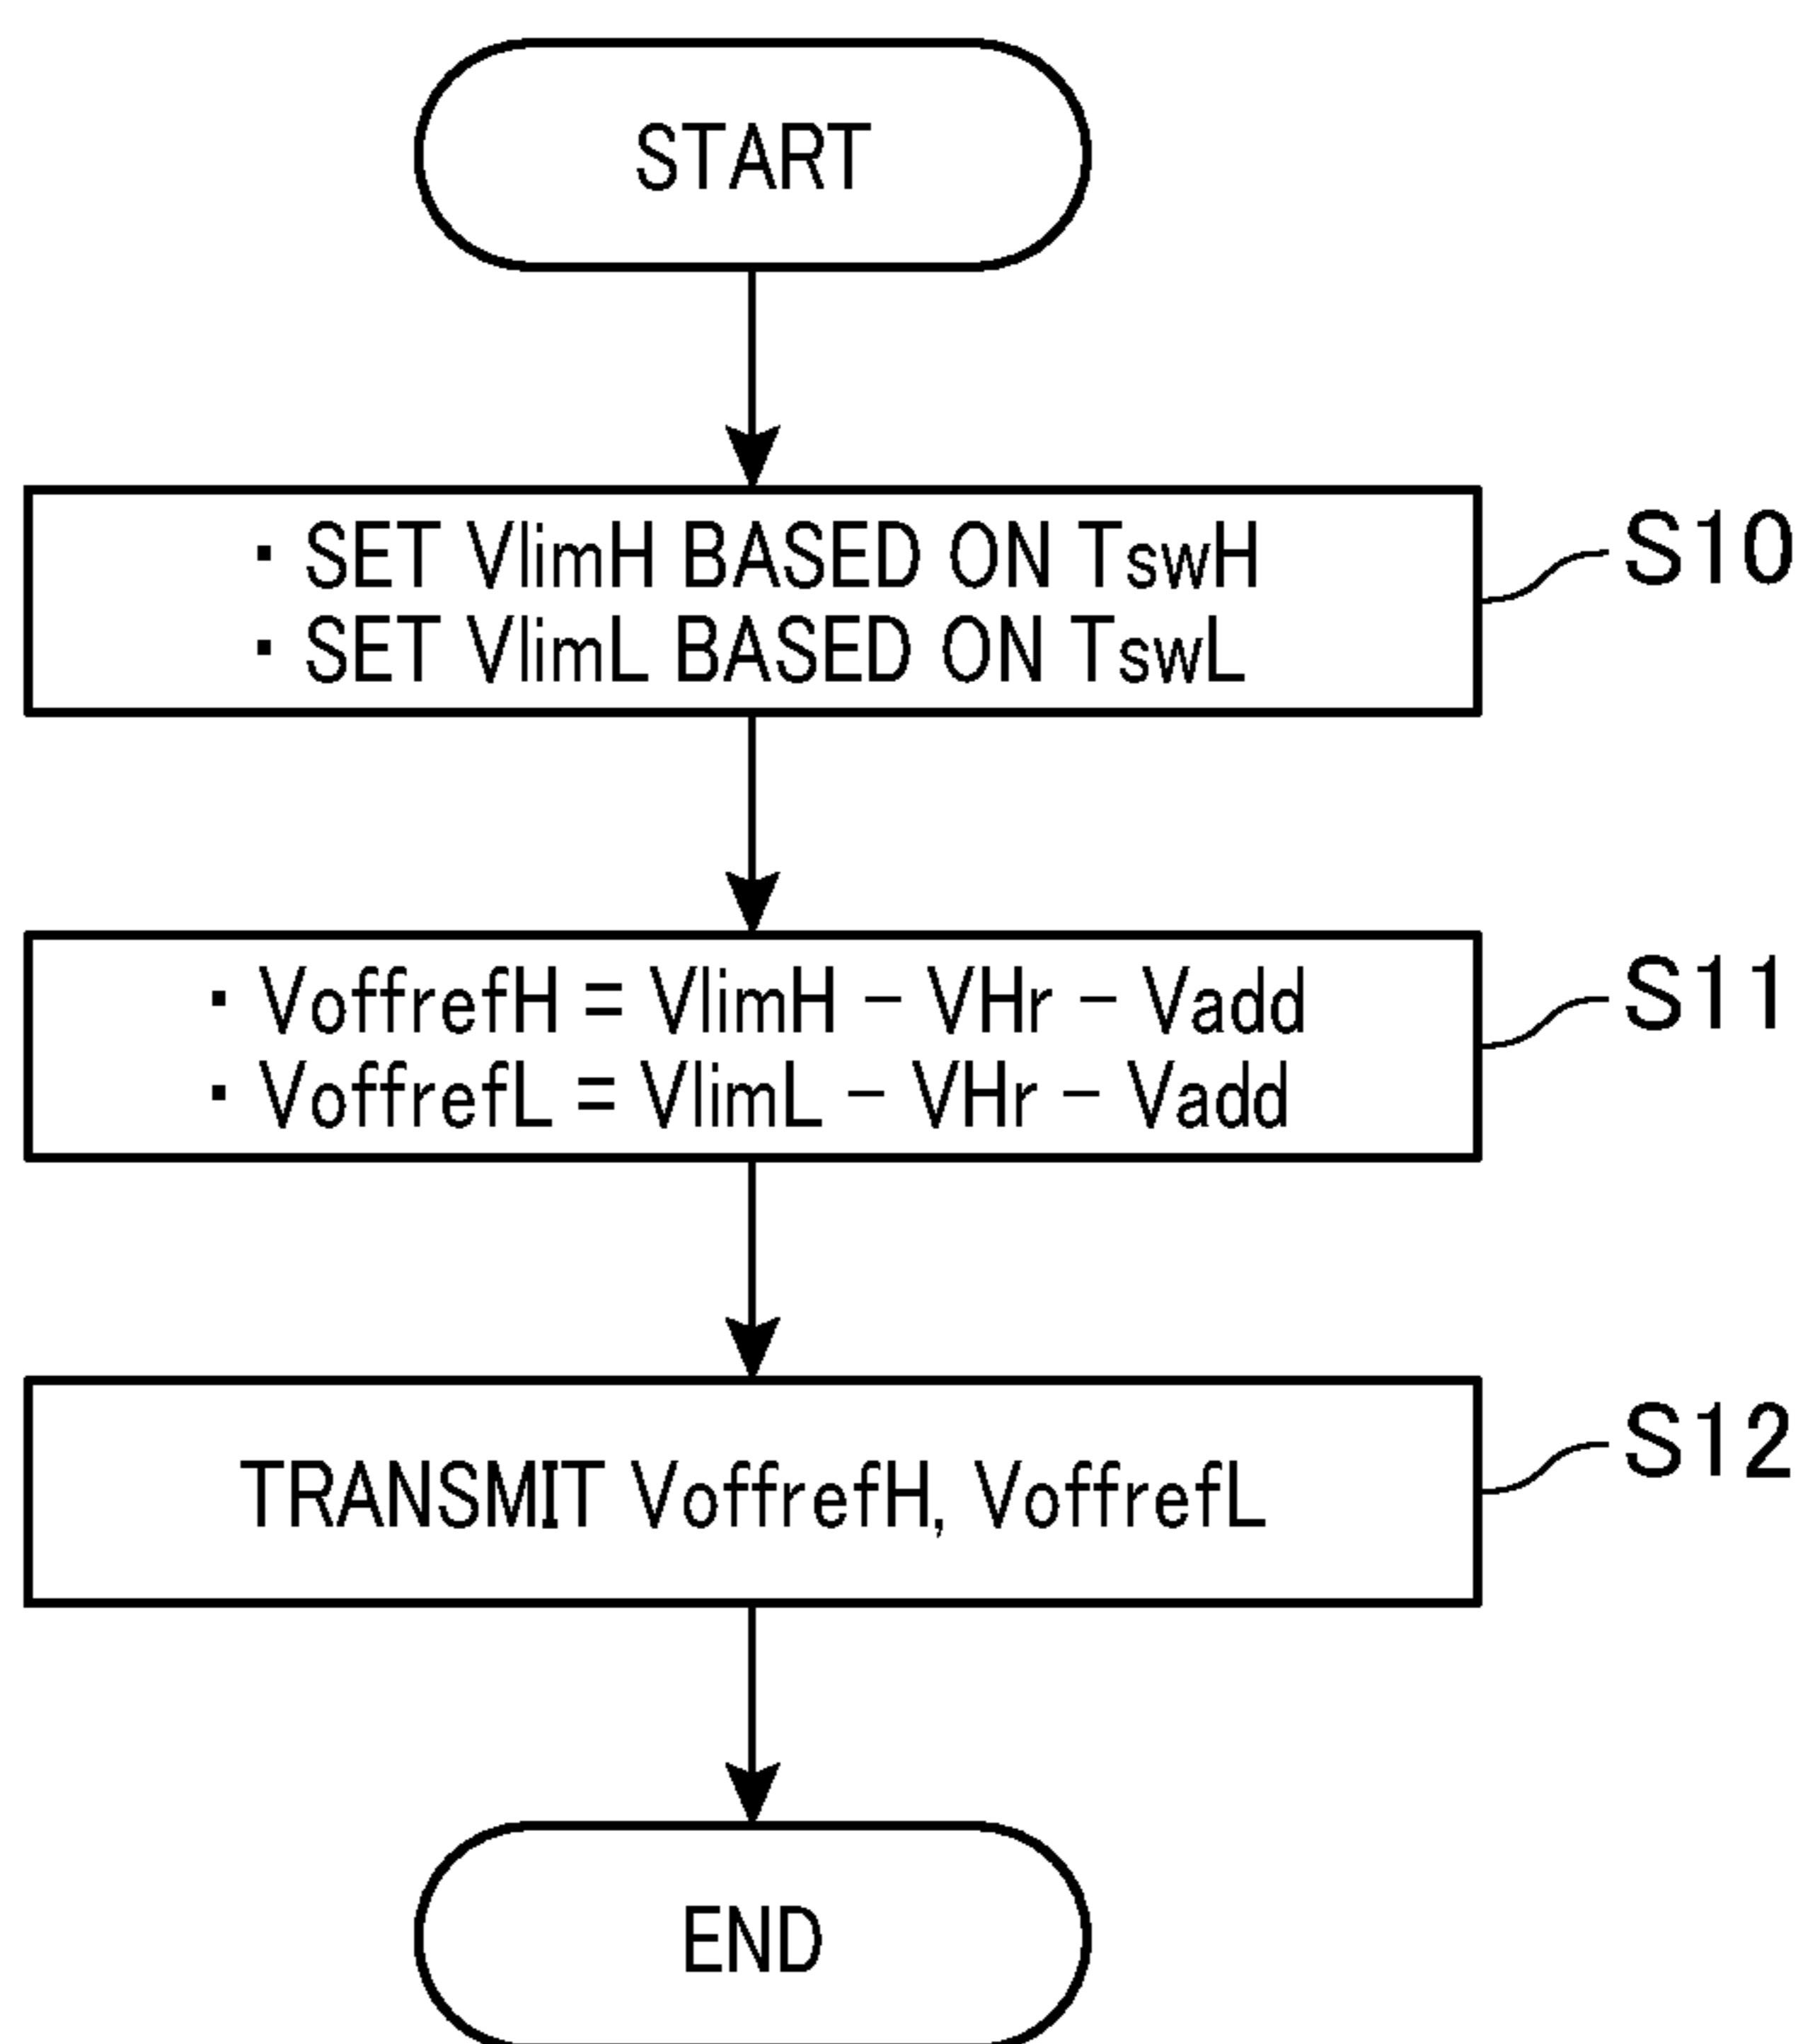 START
・SET VlimH BASED ON TswH
・SET VlimL BASED ON TswL
S10
・VoffrefH = VlimH − VHr − Vadd
・VoffrefL = VlimL − VHr − Vadd
S11
TRANSMIT VoffrefH, VoffrefL
S12
END